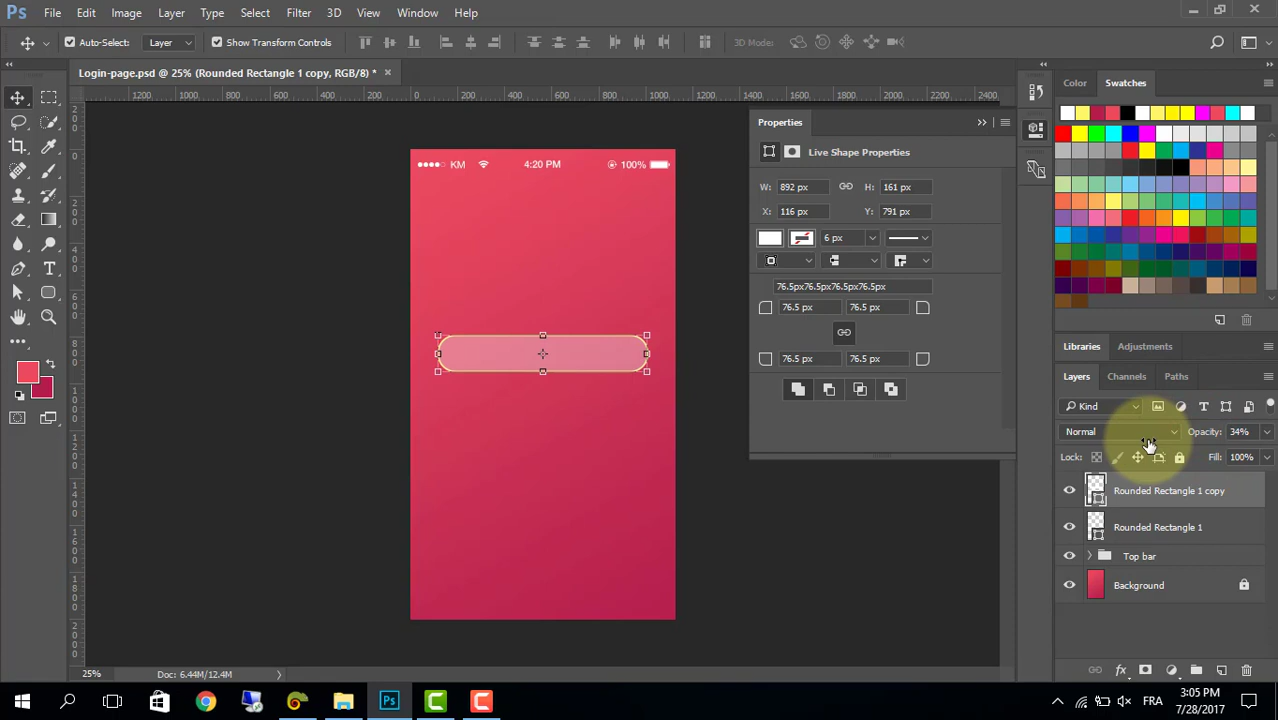 Ps File Edit Image Layer Type Select Filter 3D View Window Help
Auto-Select: Layer Show Transform Controls 3D Modes:
Login-page.psd @ 25% (Rounded Rectangle 1 copy, RGB/8) *
1200 1000 800 600 400 200 0 200 400 600 800 1000 1200 1400 1600 1800 2000 2200 2400
KM 4:20 PM 100%
Properties
Live Shape Properties
W: 892 px H: 161 px
X: 116 px Y: 791 px
6 px
76.5px76.5px76.5px76.5px
76.5 px 76.5 px
76.5 px 76.5 px
Color Swatches
Libraries Adjustments
Layers Channels Paths
Kind
Normal Opacity: 34%
Lock: Fill: 100%
Rounded Rectangle 1 copy
Rounded Rectangle 1
Top bar
Background
25% Doc: 6.44M/12.4M
fx
Ps FRA 3:05 PM
7/28/2017